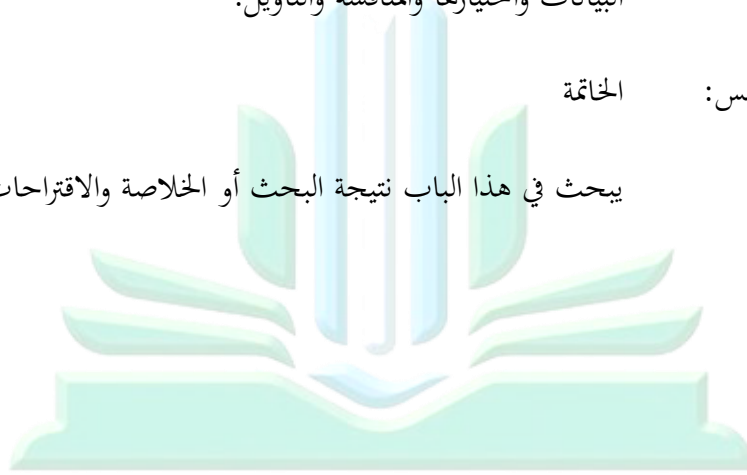 البيانات واختيارها والمناقشة والتأويل.
س: الخاتمة
يبحث في هذا الباب نتيجة البحث أو الخلاصة والاقتراحات